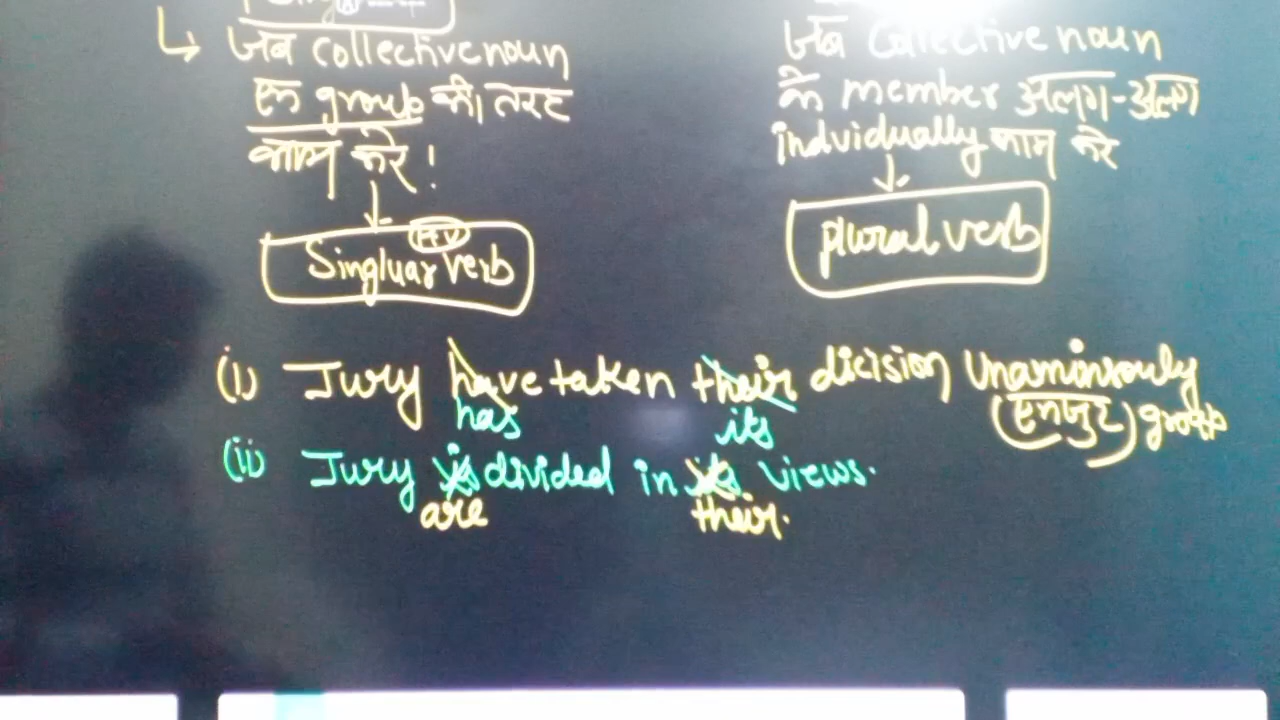 ↳ जब collective noun
एक group की तरह
काम करे !
Singluar verb
जब collective noun
के member अलग-अलग
individually काम करे
plural verb
(i) Jury have taken their dicision Unaminsouly
has its (एकजुट) group
(ii) Jury is divided in its views.
are their.